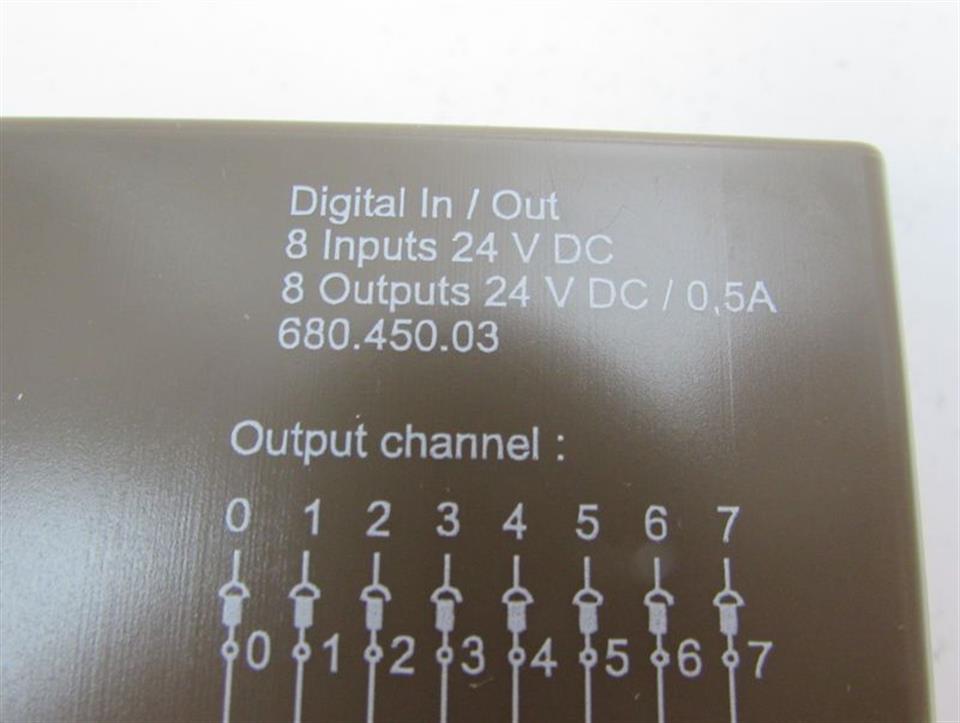 Digital In / Out
8 Inputs 24 V DC
8 Outputs 24 V DC / 0,5A
680.450.03
Output channel :
0 1 2 3 4 5 6 7
0 1 2 3 4 5 6 7